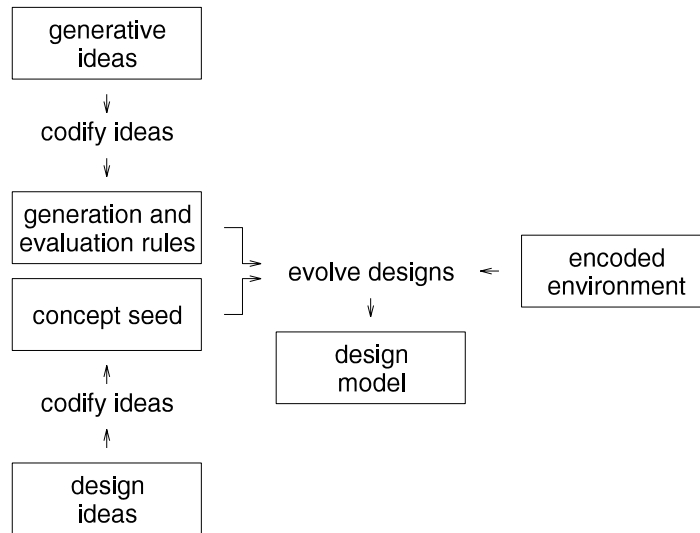 generative
ideas
codify ideas
generation and
evaluation rules
concept seed
codify ideas
design
ideas
evolve designs
design
model
encoded
environment